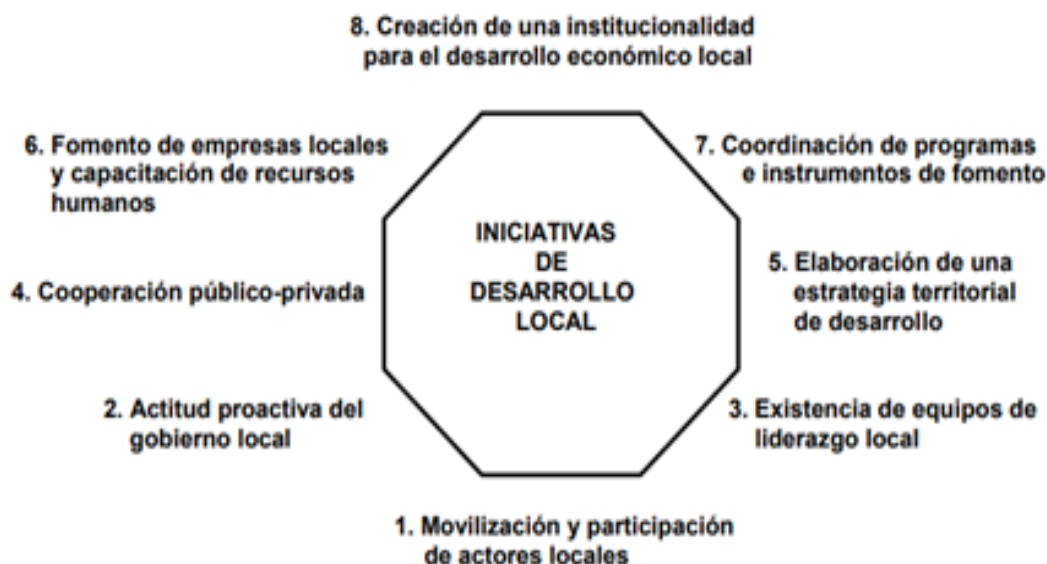 8. Creación de una institucionalidad
para el desarrollo económico local
6. Fomento de empresas locales
y capacitación de recursos
humanos
7. Coordinación de programas
e instrumentos de fomento
INICIATIVAS
DE
DESARROLLO
LOCAL
4. Cooperación público-privada
5. Elaboración de una
estrategia territorial
de desarrollo
2. Actitud proactiva del
gobierno local
3. Existencia de equipos de
liderazgo local
1. Movilización y participación
de actores locales